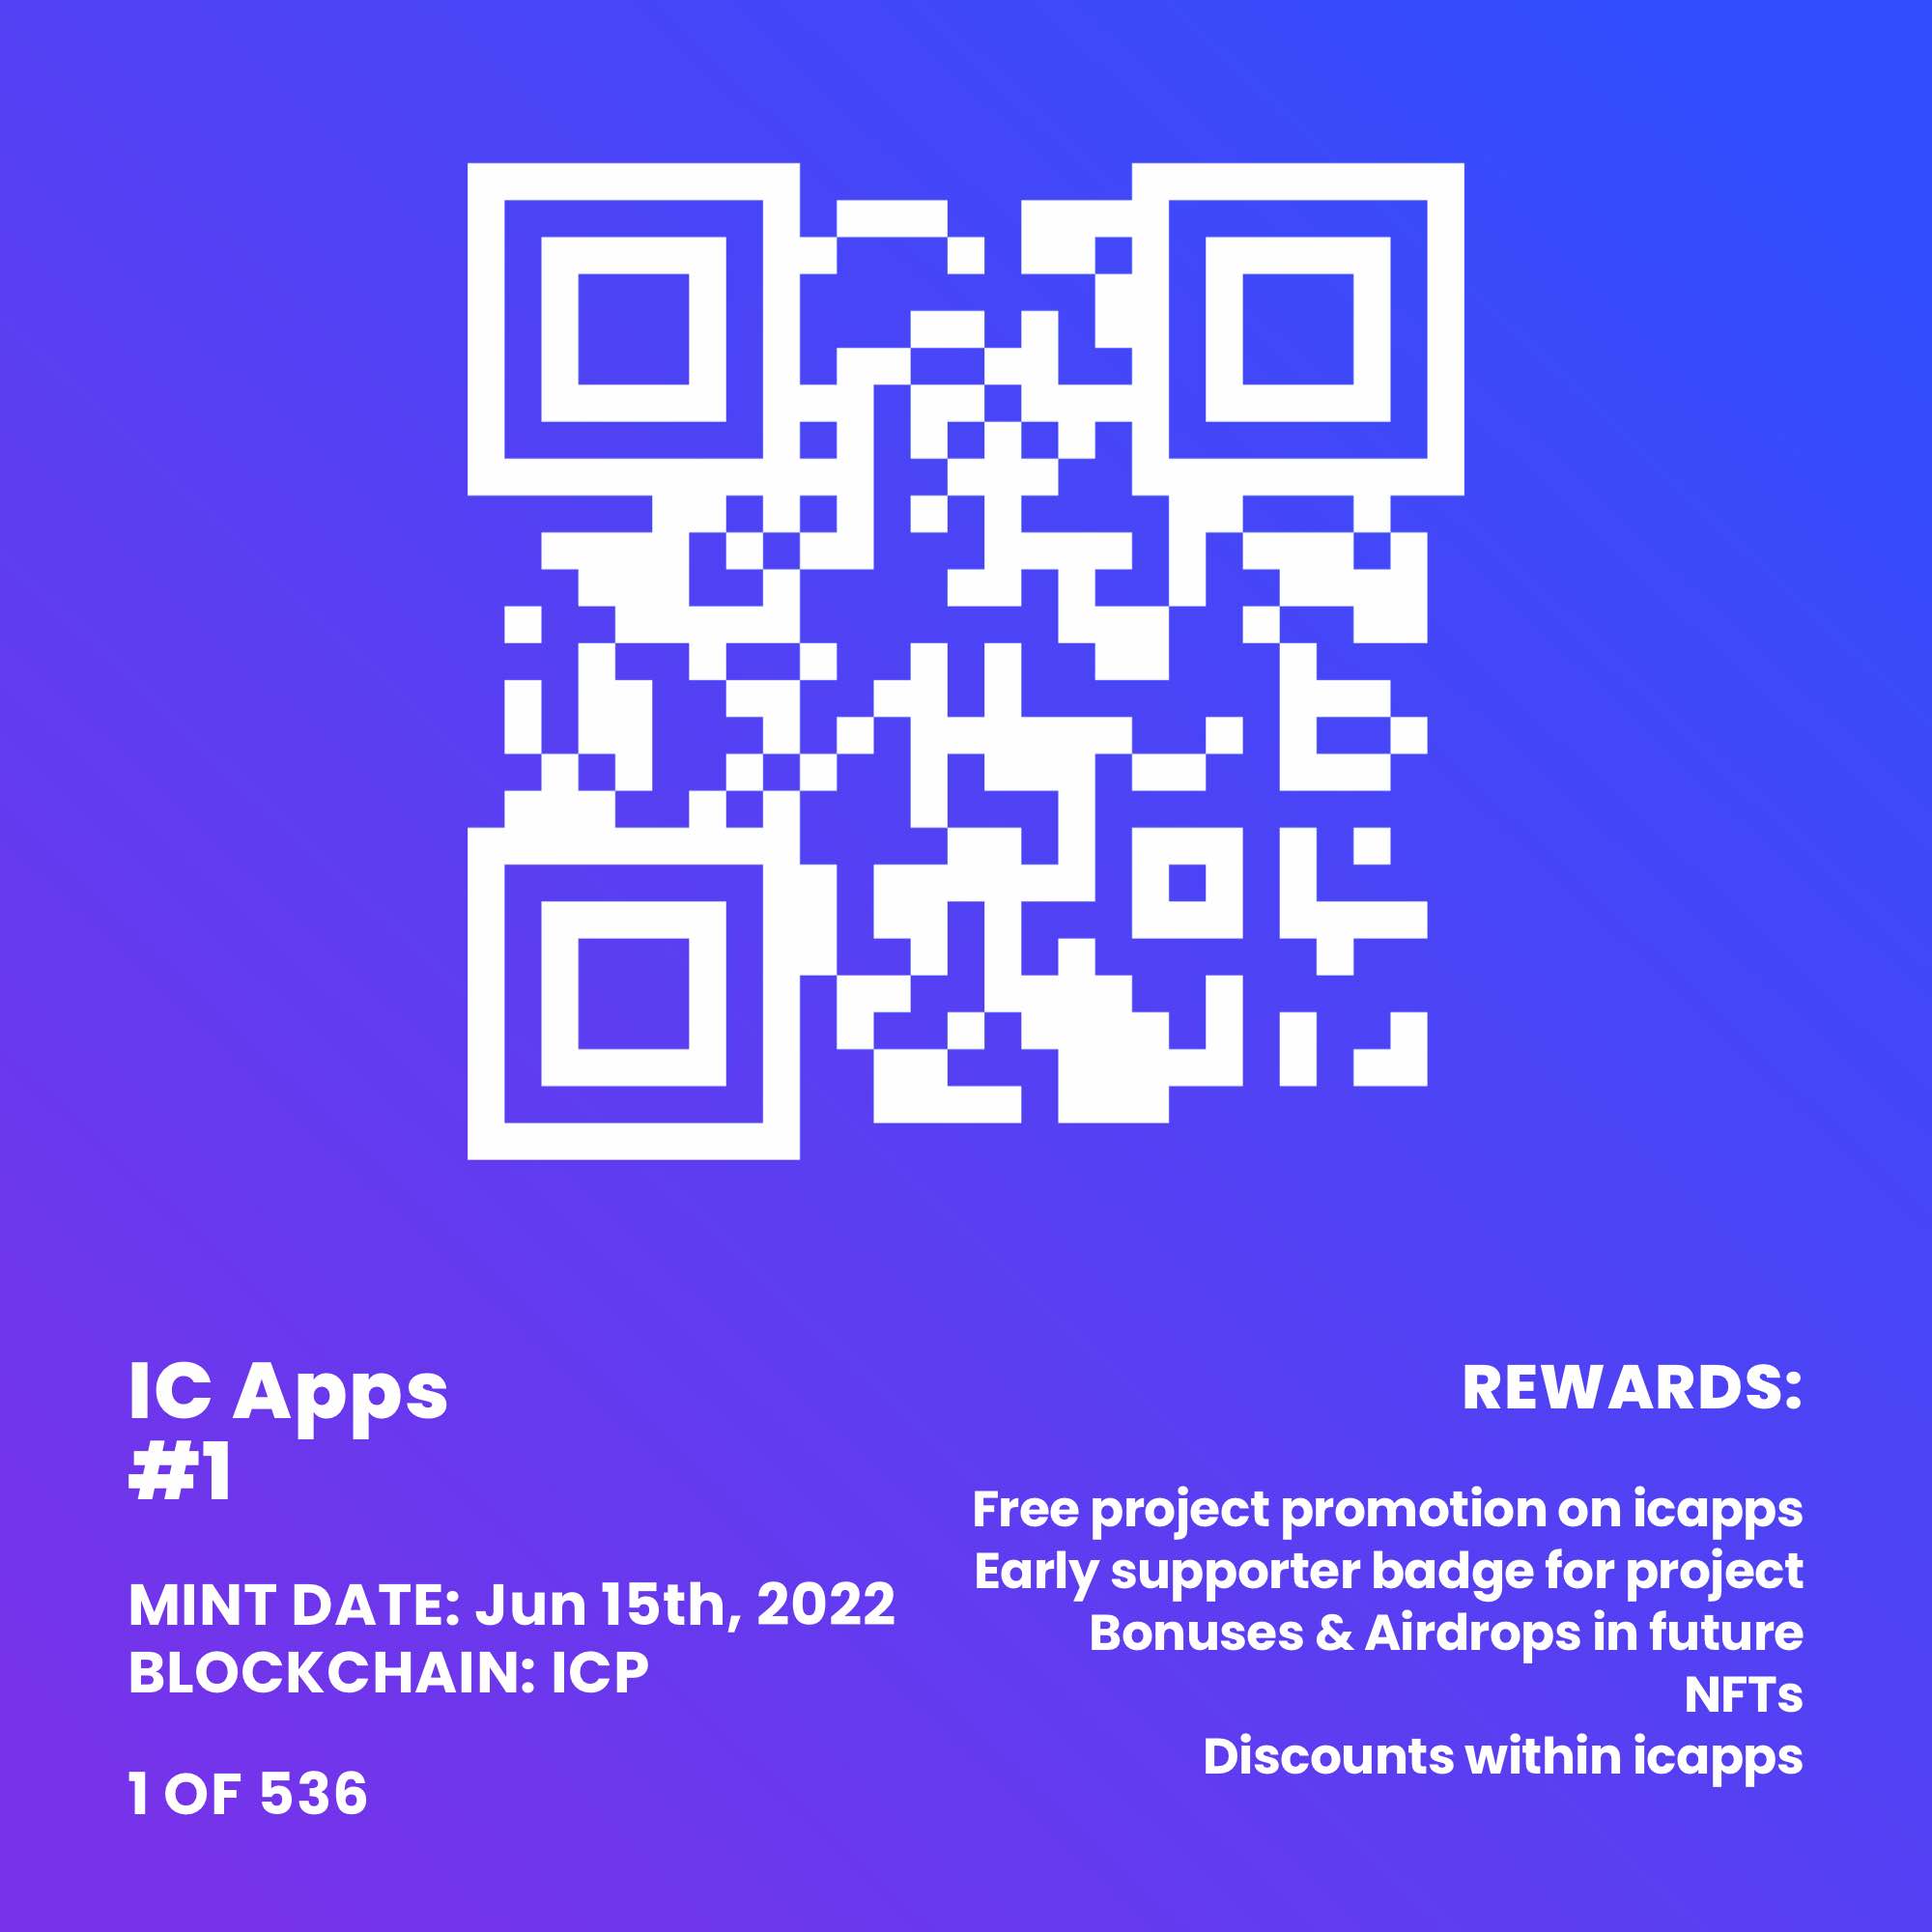 IC Apps
#1
MINT DATE: Jun 15th, 2022
BLOCKCHAIN: ICP
1 OF 536
REWARDS:
Free project promotion on icapps
Early supporter badge for project
Bonuses & Airdrops in future
NFTs
Discounts within icapps